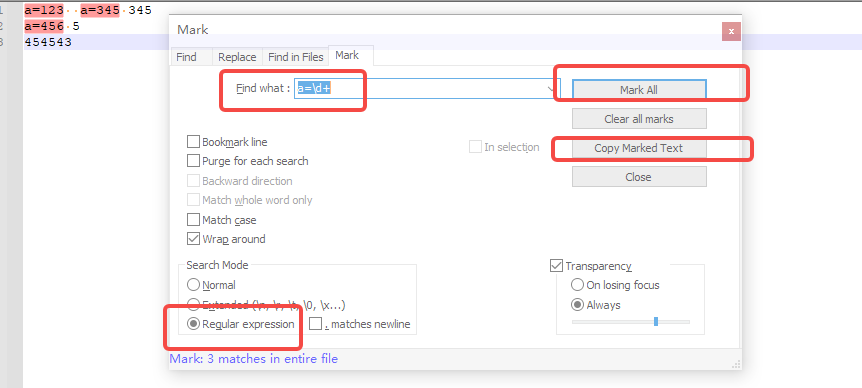 1 a=123 a=345 345
2 a=456 5
3 454543
Mark
x
Find Replace Find in Files Mark
Find what : a=\d+
Mark All
Clear all marks
Bookmark line
In selection
Copy Marked Text
Purge for each search
Backward direction
Close
Match whole word only
Match case
Wrap around
Search Mode
Transparency
Normal
On losing focus
Extended (\n, \r, \t, \0, \x...)
Always
Regular expression
. matches newline
Mark: 3 matches in entire file